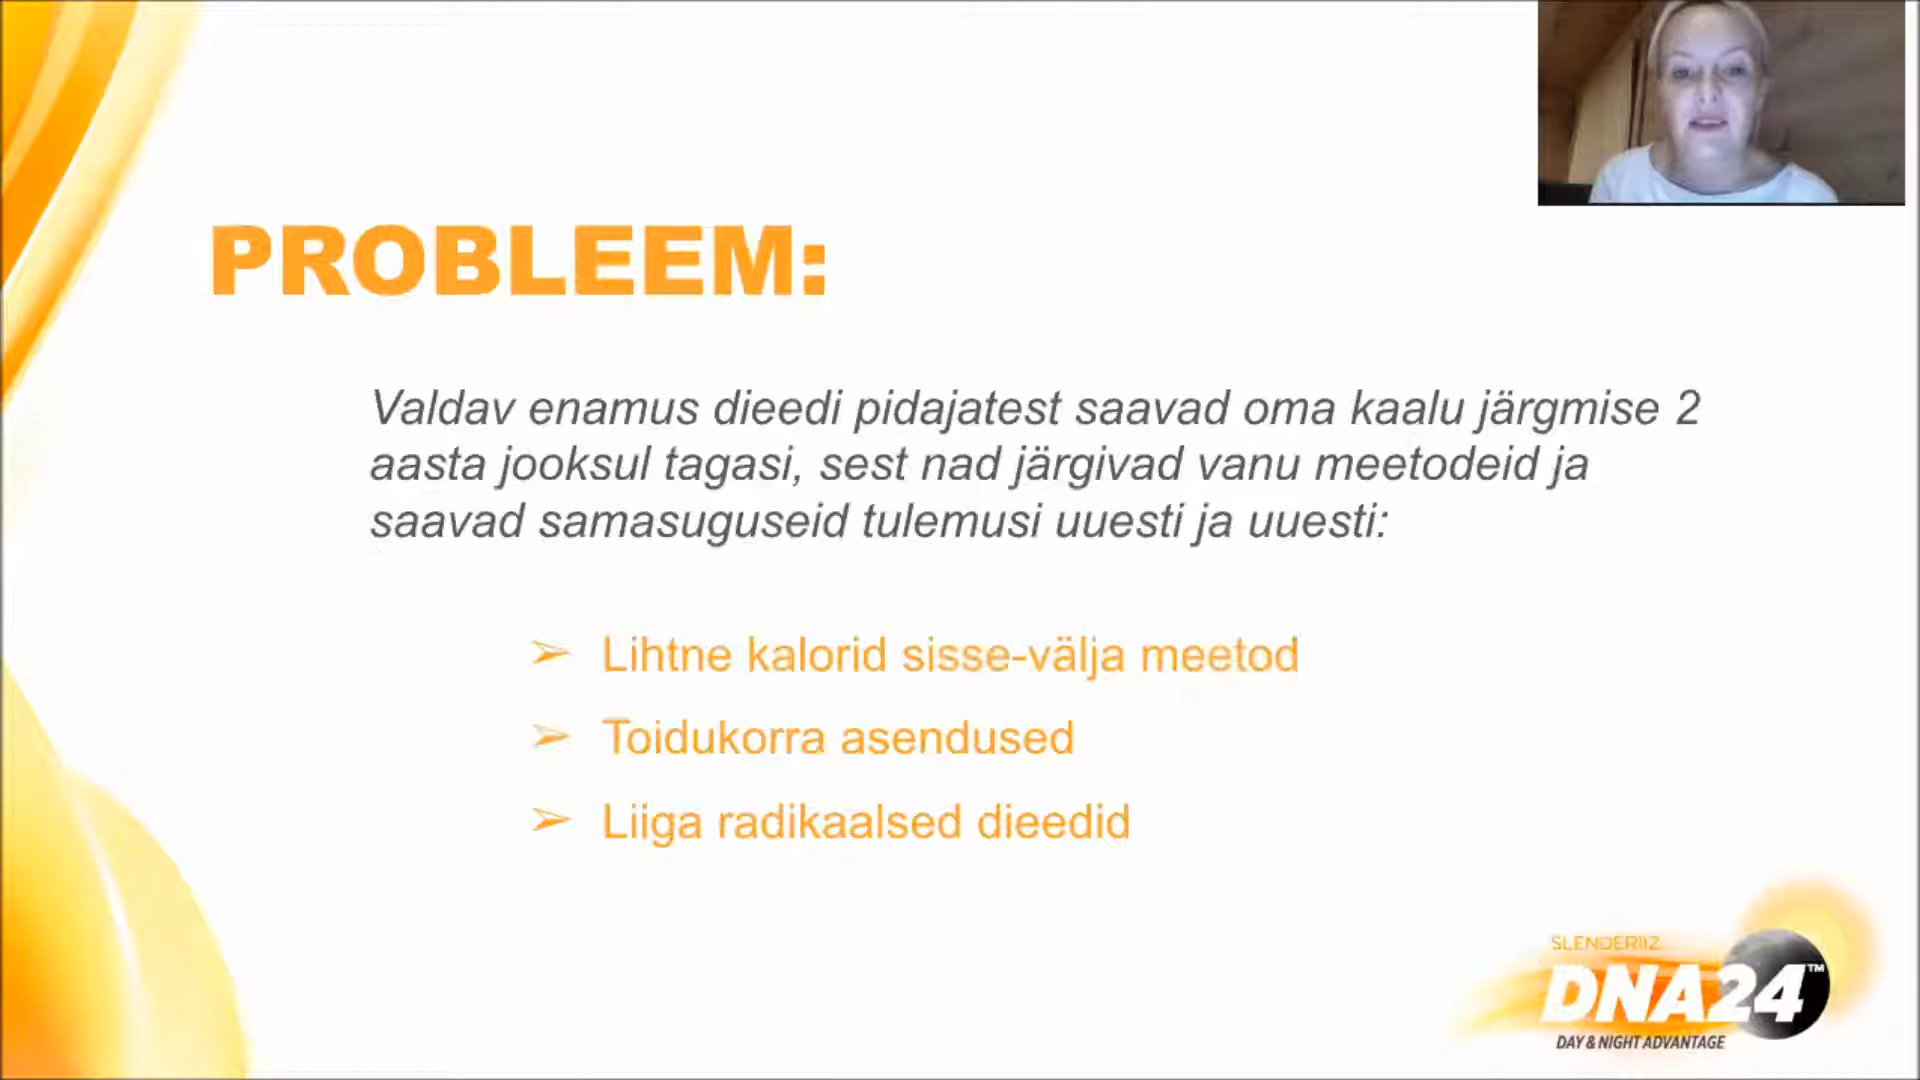 PROBLEEM:
Valdav enamus dieedi pidajatest saavad oma kaalu järgmise 2
aasta jooksul tagasi, sest nad järgivad vanu meetodeid ja
saavad samasuguseid tulemusi uuesti ja uuesti:
➢ Lihtne kalorid sisse-välja meetod
➢ Toidukorra asendused
➢ Liiga radikaalsed dieedid
SLENDERIIZ
DNA24™
DAY & NIGHT ADVANTAGE